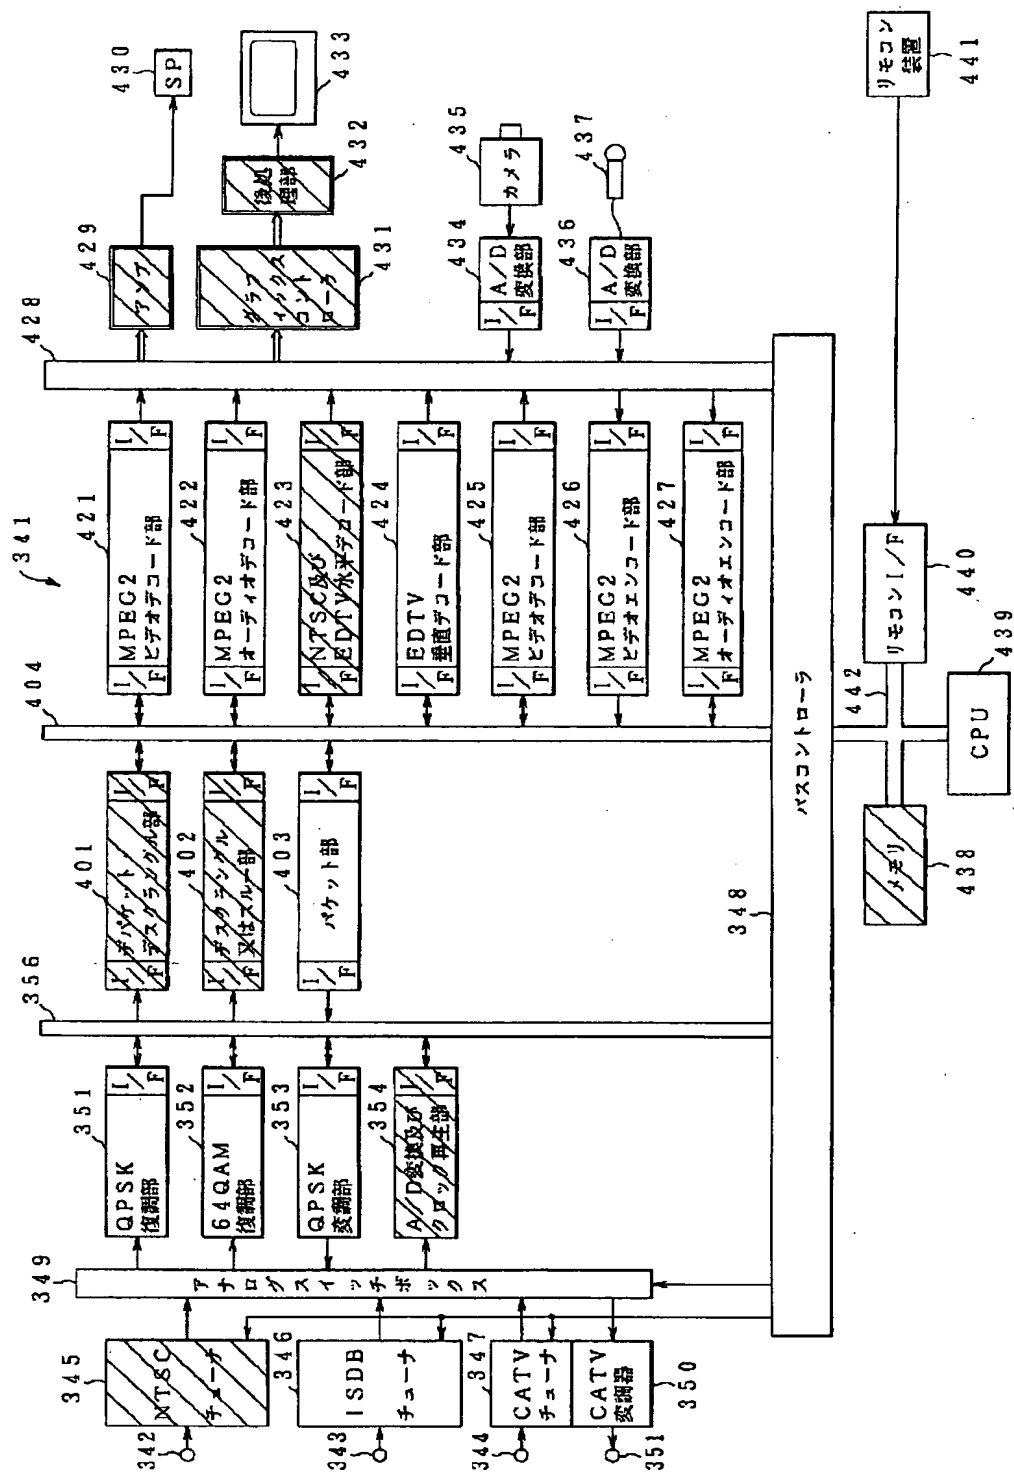 341
342
343
344
351
345
NTSC
チューナ
346
ISDB
チューナ
347
CATV
チューナ
CATV
変調器
350
349
アナログスイッチボックス
351
QPSK
復調部
I/F
352
64QAM
復調部
I/F
353
QPSK
変調部
I/F
354
A/D変換及び
クロック再生部
I/F
356
401
I/F
デパケット
デスクランブル部
I/F
402
I/F
デスクランブル
又はスルー部
I/F
403
I/F
パケット部
I/F
404
421
I/F
MPEG2
ビデオデコード部
I/F
422
I/F
MPEG2
オーディオデコード部
I/F
423
I/F
NTSC及び
EDTV水平デコード部
I/F
424
I/F
EDTV
垂直デコード部
I/F
425
I/F
MPEG2
ビデオデコード部
I/F
426
I/F
MPEG2
ビデオエンコード部
I/F
427
I/F
MPEG2
オーディオエンコード部
I/F
428
429
アンプ
430
SP
431
グラフ
ィックス
コント
ローラ
432
後処
理部
433
434
I/F
A/D
変換部
435
カメラ
436
I/F
A/D
変換部
437
348
バスコントローラ
438
メモリ
439
CPU
442
リモコンI/F
440
リモコン
装置
441